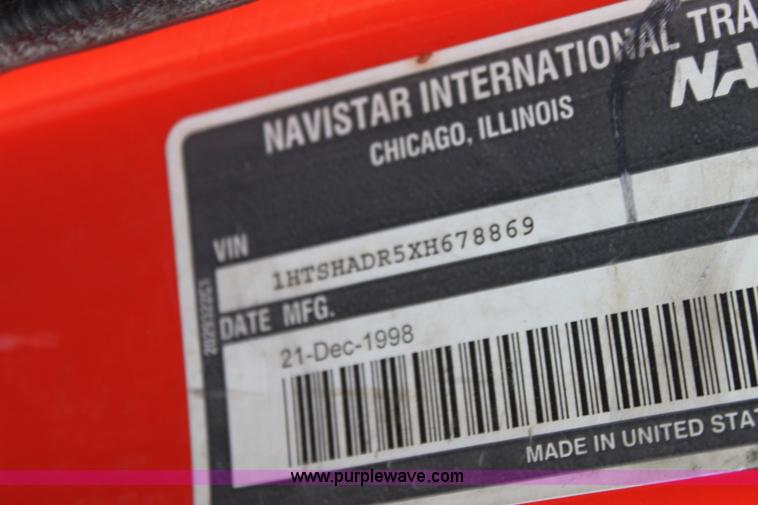 NAVISTAR INTERNATIONAL TRA
CHICAGO, ILLINOIS
NA
VIN
1HTSHADR5XH678869
DATE MFG.
21-Dec-1998
MADE IN UNITED STAT
www.purplewave.com